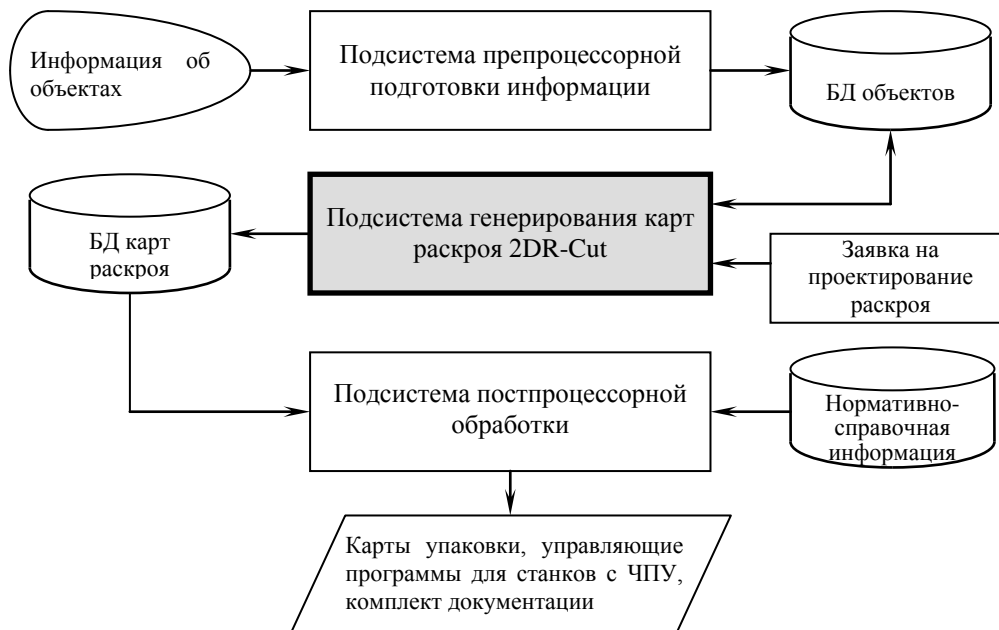 Информация об
объектах
Подсистема препроцессорной
подготовки информации
БД объектов
БД карт
раскроя
Подсистема генерирования карт
раскроя 2DR-Cut
Заявка на
проектирование
раскроя
Подсистема постпроцессорной
обработки
Нормативно-
справочная
информация
Карты упаковки, управляющие
программы для станков с ЧПУ,
комплект документации